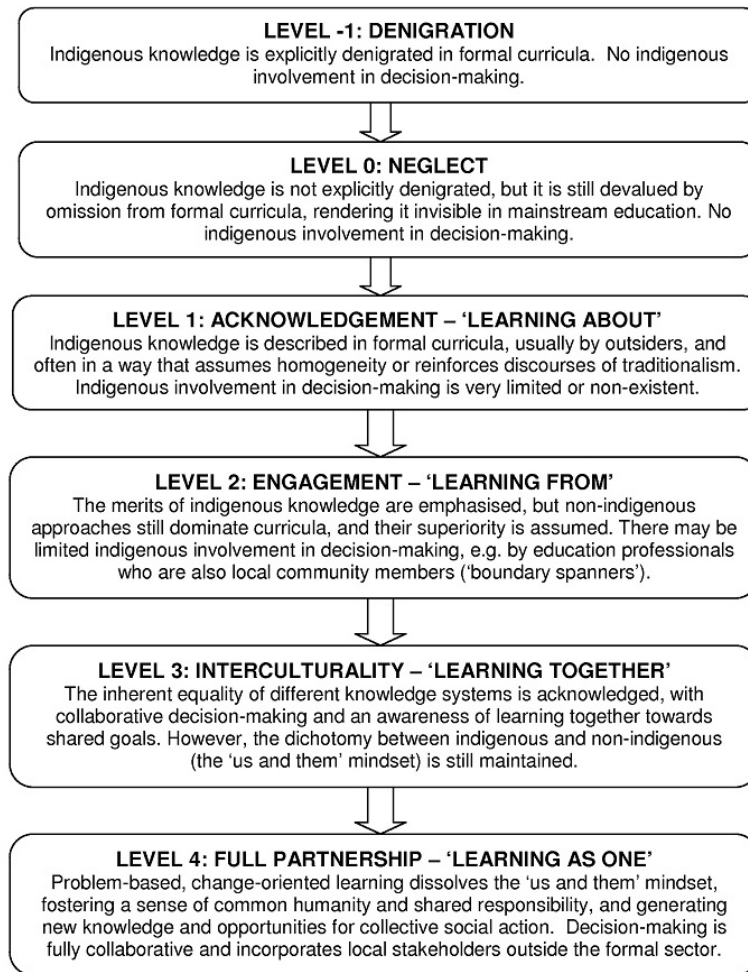 LEVEL -1: DENIGRATION
Indigenous knowledge is explicitly denigrated in formal curricula.  No indigenous
involvement in decision-making.
LEVEL 0: NEGLECT
Indigenous knowledge is not explicitly denigrated, but it is still devalued by
omission from formal curricula, rendering it invisible in mainstream education. No
indigenous involvement in decision-making.
LEVEL 1: ACKNOWLEDGEMENT – ‘LEARNING ABOUT’
Indigenous knowledge is described in formal curricula, usually by outsiders, and
often in a way that assumes homogeneity or reinforces discourses of traditionalism.
Indigenous involvement in decision-making is very limited or non-existent.
LEVEL 2: ENGAGEMENT – ‘LEARNING FROM’
The merits of indigenous knowledge are emphasised, but non-indigenous
approaches still dominate curricula, and their superiority is assumed. There may be
limited indigenous involvement in decision-making, e.g. by education professionals
who are also local community members (‘boundary spanners’).
LEVEL 3: INTERCULTURALITY – ‘LEARNING TOGETHER’
The inherent equality of different knowledge systems is acknowledged, with
collaborative decision-making and an awareness of learning together towards
shared goals. However, the dichotomy between indigenous and non-indigenous
(the ‘us and them’ mindset) is still maintained.
LEVEL 4: FULL PARTNERSHIP – ‘LEARNING AS ONE’
Problem-based, change-oriented learning dissolves the ‘us and them’ mindset,
fostering a sense of common humanity and shared responsibility, and generating
new knowledge and opportunities for collective social action.  Decision-making is
fully collaborative and incorporates local stakeholders outside the formal sector.